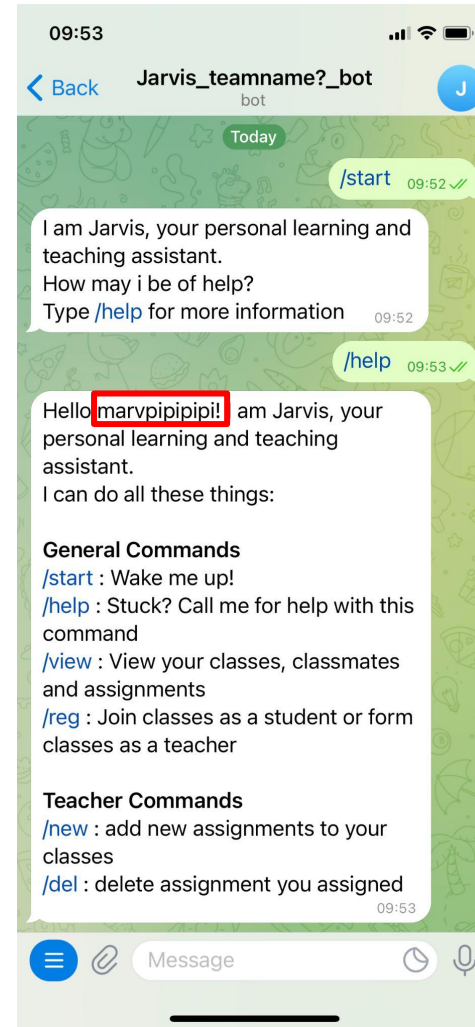 09:53
Back
Jarvis_teamname?_bot
bot
J
Today
/start 09:52
I am Jarvis, your personal learning and
teaching assistant.
How may i be of help?
Type /help for more information 09:52
/help 09:53
Hello marvpipipipi! am Jarvis, your
personal learning and teaching
assistant.
I can do all these things:
General Commands
/start : Wake me up!
/help : Stuck? Call me for help with this
command
/view : View your classes, classmates
and assignments
/reg : Join classes as a student or form
classes as a teacher
Teacher Commands
/new : add new assignments to your
classes
/del : delete assignment you assigned
09:53
Message